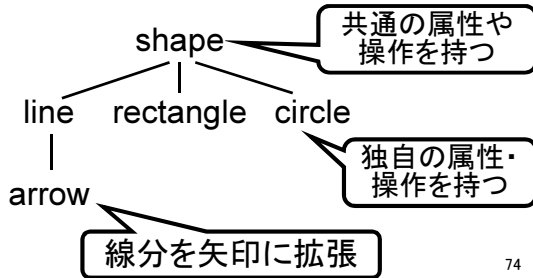 shape
共通の属性や
操作を持つ
line rectangle circle
独自の属性・
操作を持つ
arrow
線分を矢印に拡張
74